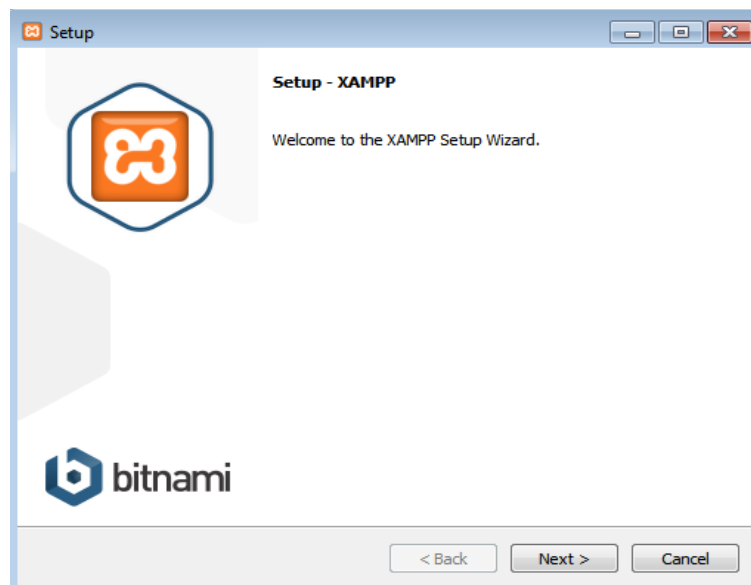 Setup
Setup - XAMPP
Welcome to the XAMPP Setup Wizard.
bitnami
< Back
Next >
Cancel